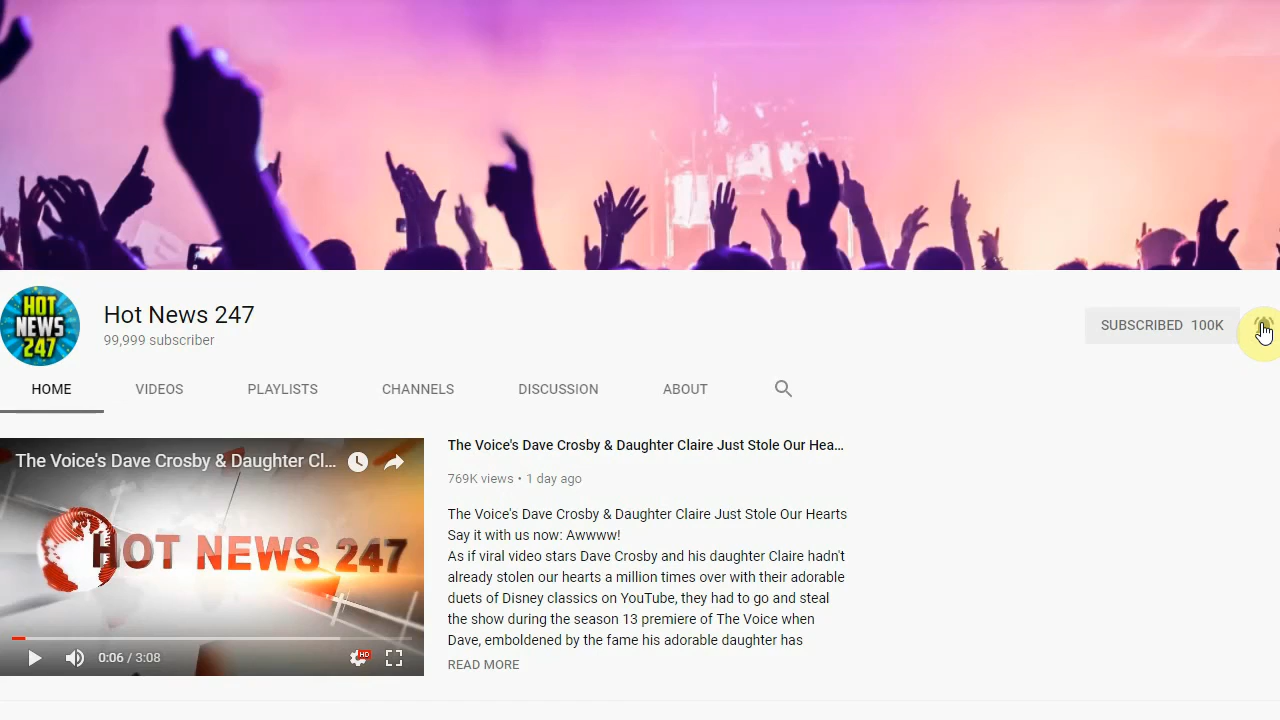 HOT
NEWS
247
Hot News 247
99,999 subscriber
SUBSCRIBED 100K
HOME VIDEOS PLAYLISTS CHANNELS DISCUSSION ABOUT
The Voice's Dave Crosby & Daughter Cl...
HOT NEWS 247
0:06 / 3:08
HD
The Voice's Dave Crosby & Daughter Claire Just Stole Our Hea...
769K views • 1 day ago
The Voice's Dave Crosby & Daughter Claire Just Stole Our Hearts
Say it with us now: Awwww!
As if viral video stars Dave Crosby and his daughter Claire hadn't
already stolen our hearts a million times over with their adorable
duets of Disney classics on YouTube, they had to go and steal
the show during the season 13 premiere of The Voice when
Dave, emboldened by the fame his adorable daughter has
READ MORE